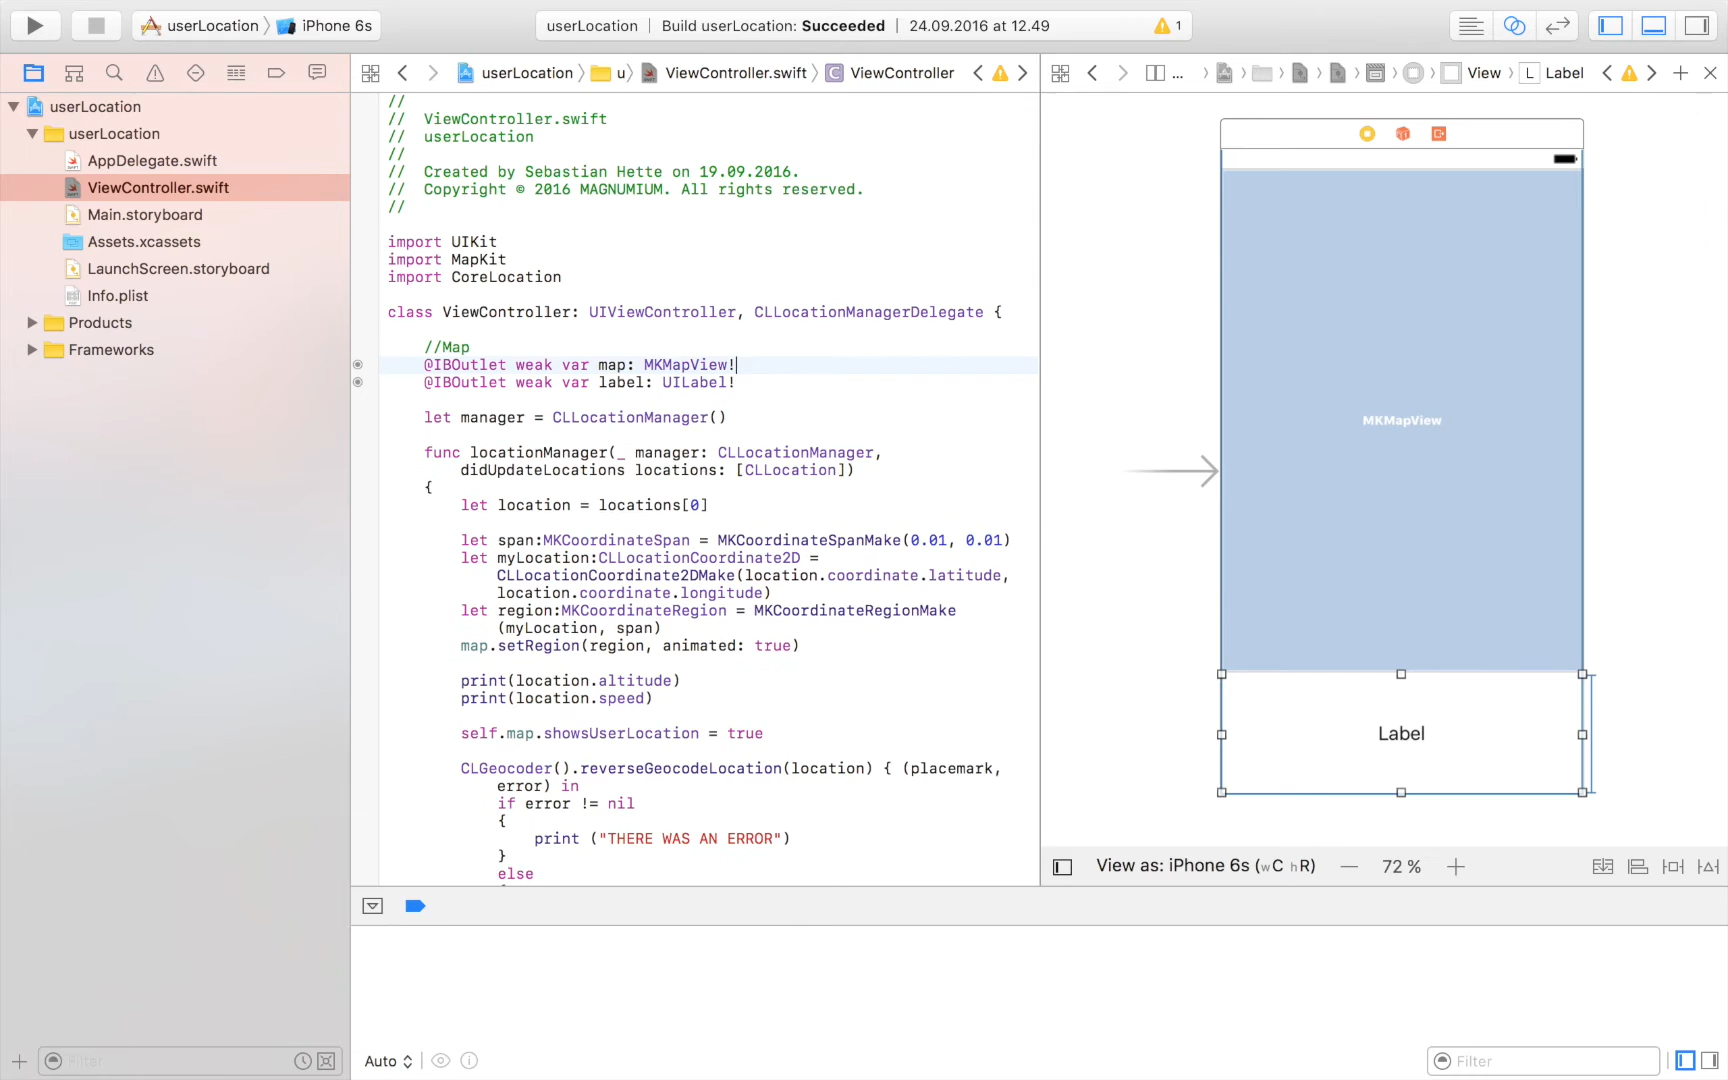 userLocation
iPhone 6s
userLocation
Build userLocation: Succeeded
24.09.2016 at 12.49
1
userLocation
u
ViewController.swift
ViewController
...
View
L
Label
userLocation
userLocation
AppDelegate.swift
ViewController.swift
Main.storyboard
Assets.xcassets
LaunchScreen.storyboard
Info.plist
Products
Frameworks
//
//  ViewController.swift
//  userLocation
//
//  Created by Sebastian Hette on 19.09.2016.
//  Copyright © 2016 MAGNUMIUM. All rights reserved.
//
import UIKit
import MapKit
import CoreLocation
class ViewController: UIViewController, CLLocationManagerDelegate {
//Map
@IBOutlet weak var map: MKMapView!
@IBOutlet weak var label: UILabel!
let manager = CLLocationManager()
func locationManager(_ manager: CLLocationManager,
didUpdateLocations locations: [CLLocation])
{
let location = locations[0]
let span:MKCoordinateSpan = MKCoordinateSpanMake(0.01, 0.01)
let myLocation:CLLocationCoordinate2D =
CLLocationCoordinate2DMake(location.coordinate.latitude,
location.coordinate.longitude)
let region:MKCoordinateRegion = MKCoordinateRegionMake
(myLocation, span)
map.setRegion(region, animated: true)
print(location.altitude)
print(location.speed)
self.map.showsUserLocation = true
CLGeocoder().reverseGeocodeLocation(location) { (placemark,
error) in
if error != nil
{
print ("THERE WAS AN ERROR")
}
else
MKMapView
Label
View as: iPhone 6s (wC hR)
72 %
Filter
Auto
Filter